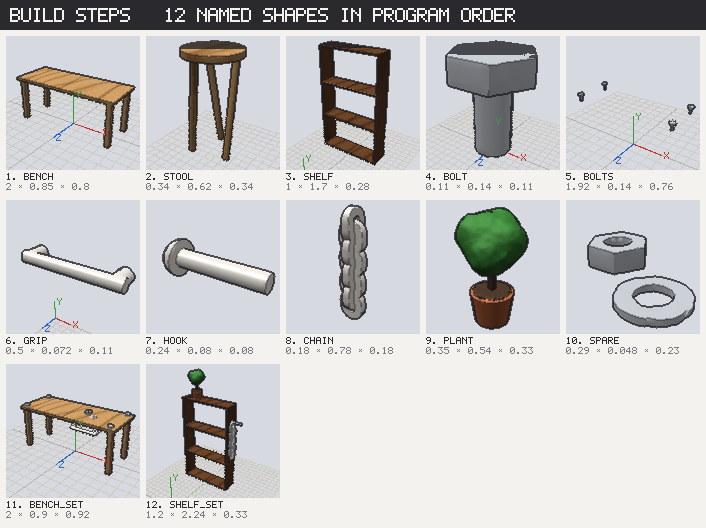 BUILD STEPS 12 NAMED SHAPES IN PROGRAM ORDER
1. BENCH
2 × 0.85 × 0.8
2. STOOL
0.34 × 0.62 × 0.34
3. SHELF
1 × 1.7 × 0.28
4. BOLT
0.11 × 0.14 × 0.11
5. BOLTS
1.92 × 0.14 × 0.76
6. GRIP
0.5 × 0.072 × 0.11
7. HOOK
0.24 × 0.08 × 0.08
8. CHAIN
0.18 × 0.78 × 0.18
9. PLANT
0.35 × 0.54 × 0.33
10. SPARE
0.29 × 0.048 × 0.23
11. BENCH_SET
2 × 0.9 × 0.92
12. SHELF_SET
1.2 × 2.24 × 0.33